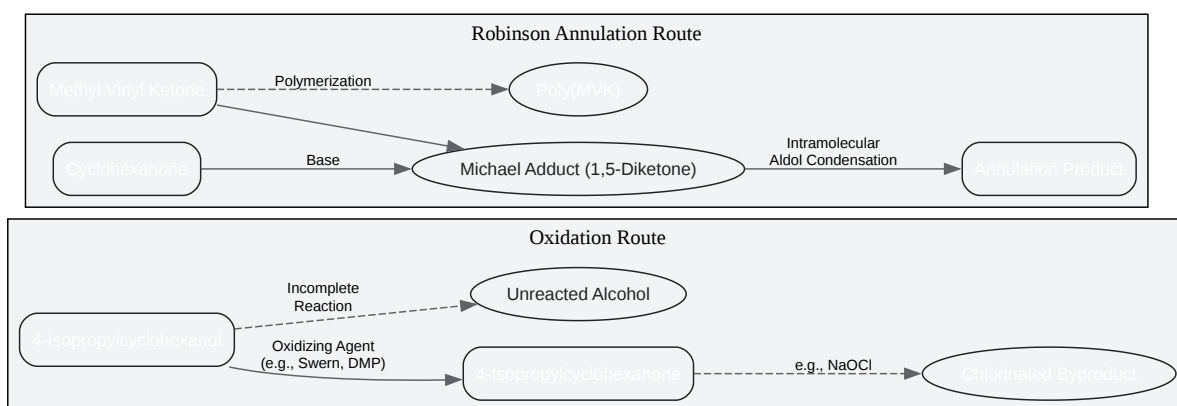 Robinson Annulation Route
Methyl Vinyl Ketone
Polymerization
Poly(MVK)
Cyclohexanone
Base
Michael Adduct (1,5-Diketone)
Intramolecular
Aldol Condensation
Annulation Product
Oxidation Route
4-Isopropylcyclohexanol
Incomplete
Reaction
Unreacted Alcohol
Oxidizing Agent
(e.g., Swern, DMP)
4-Isopropylcyclohexanone
e.g., NaOCl
Chlorinated Byproduct